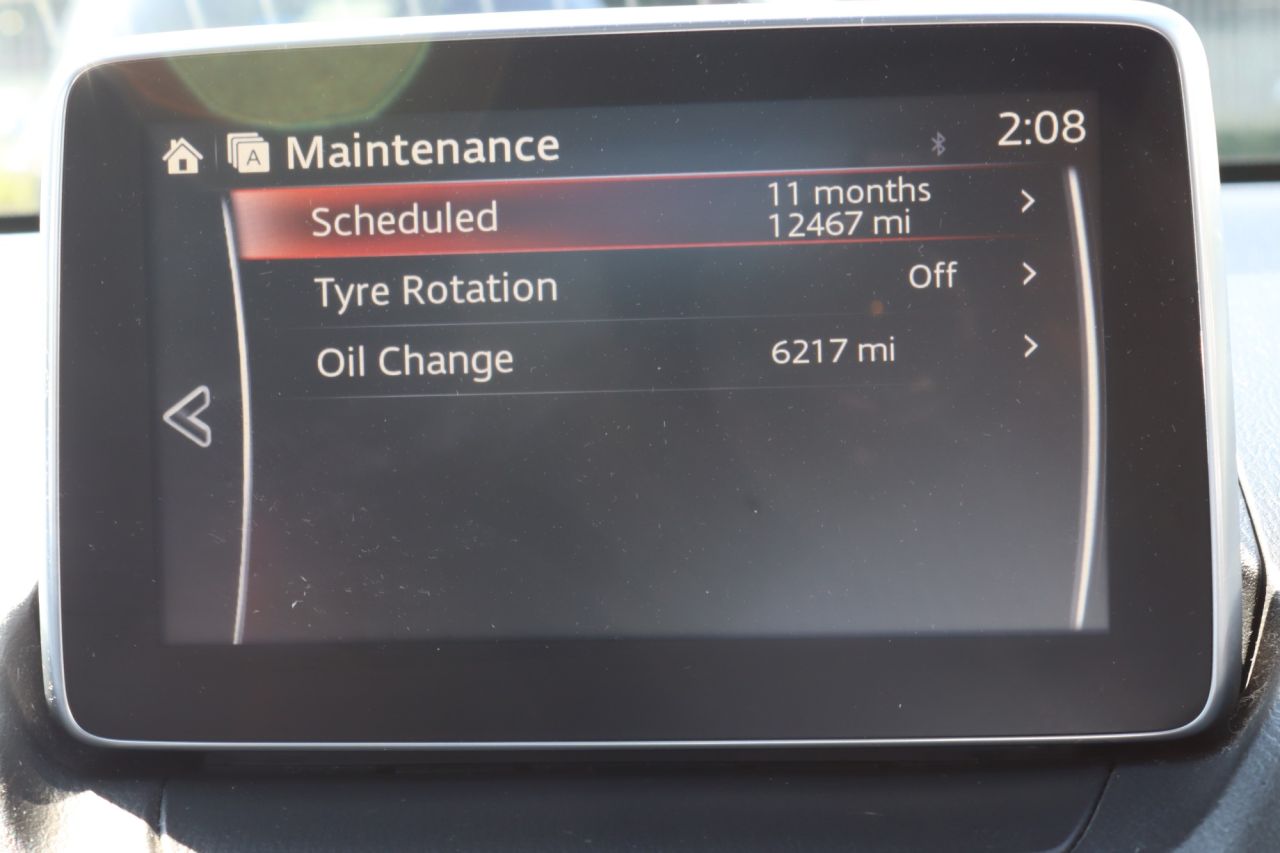 A Maintenance 2:08
Scheduled 11 months
12467 mi
Tyre Rotation Off
Oil Change 6217 mi